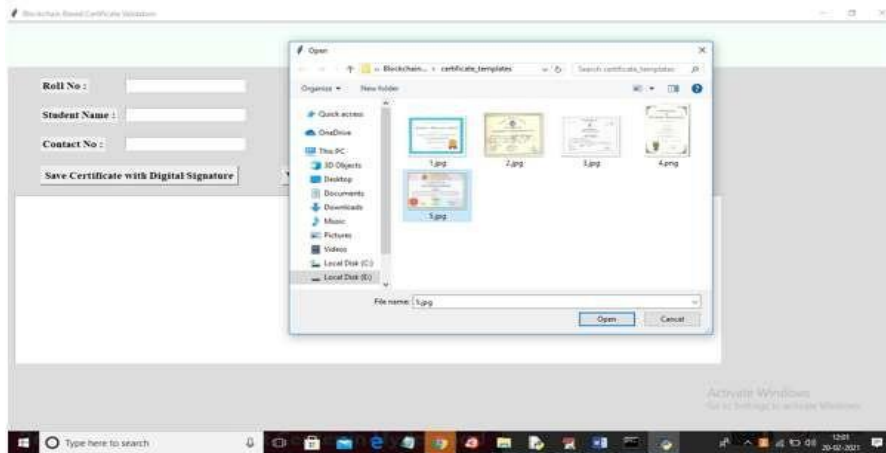 Blockchain Based Certificate Validation
Open
Blockchain... › certificate_templates
Search certificate_templates
Organize
New folder
Roll No :
Student Name :
Contact No :
Save Certificate with Digital Signature
Quick access
OneDrive
This PC
3D Objects
Desktop
Documents
Downloads
Music
Pictures
Videos
Local Disk (C:)
Local Disk (E:)
1.jpg
2.jpg
3.jpg
4.png
5.jpg
File name: 5.jpg
Open
Cancel
Activate Windows
Go to Settings to activate Windows.
Type here to search
12:01
20-02-2021